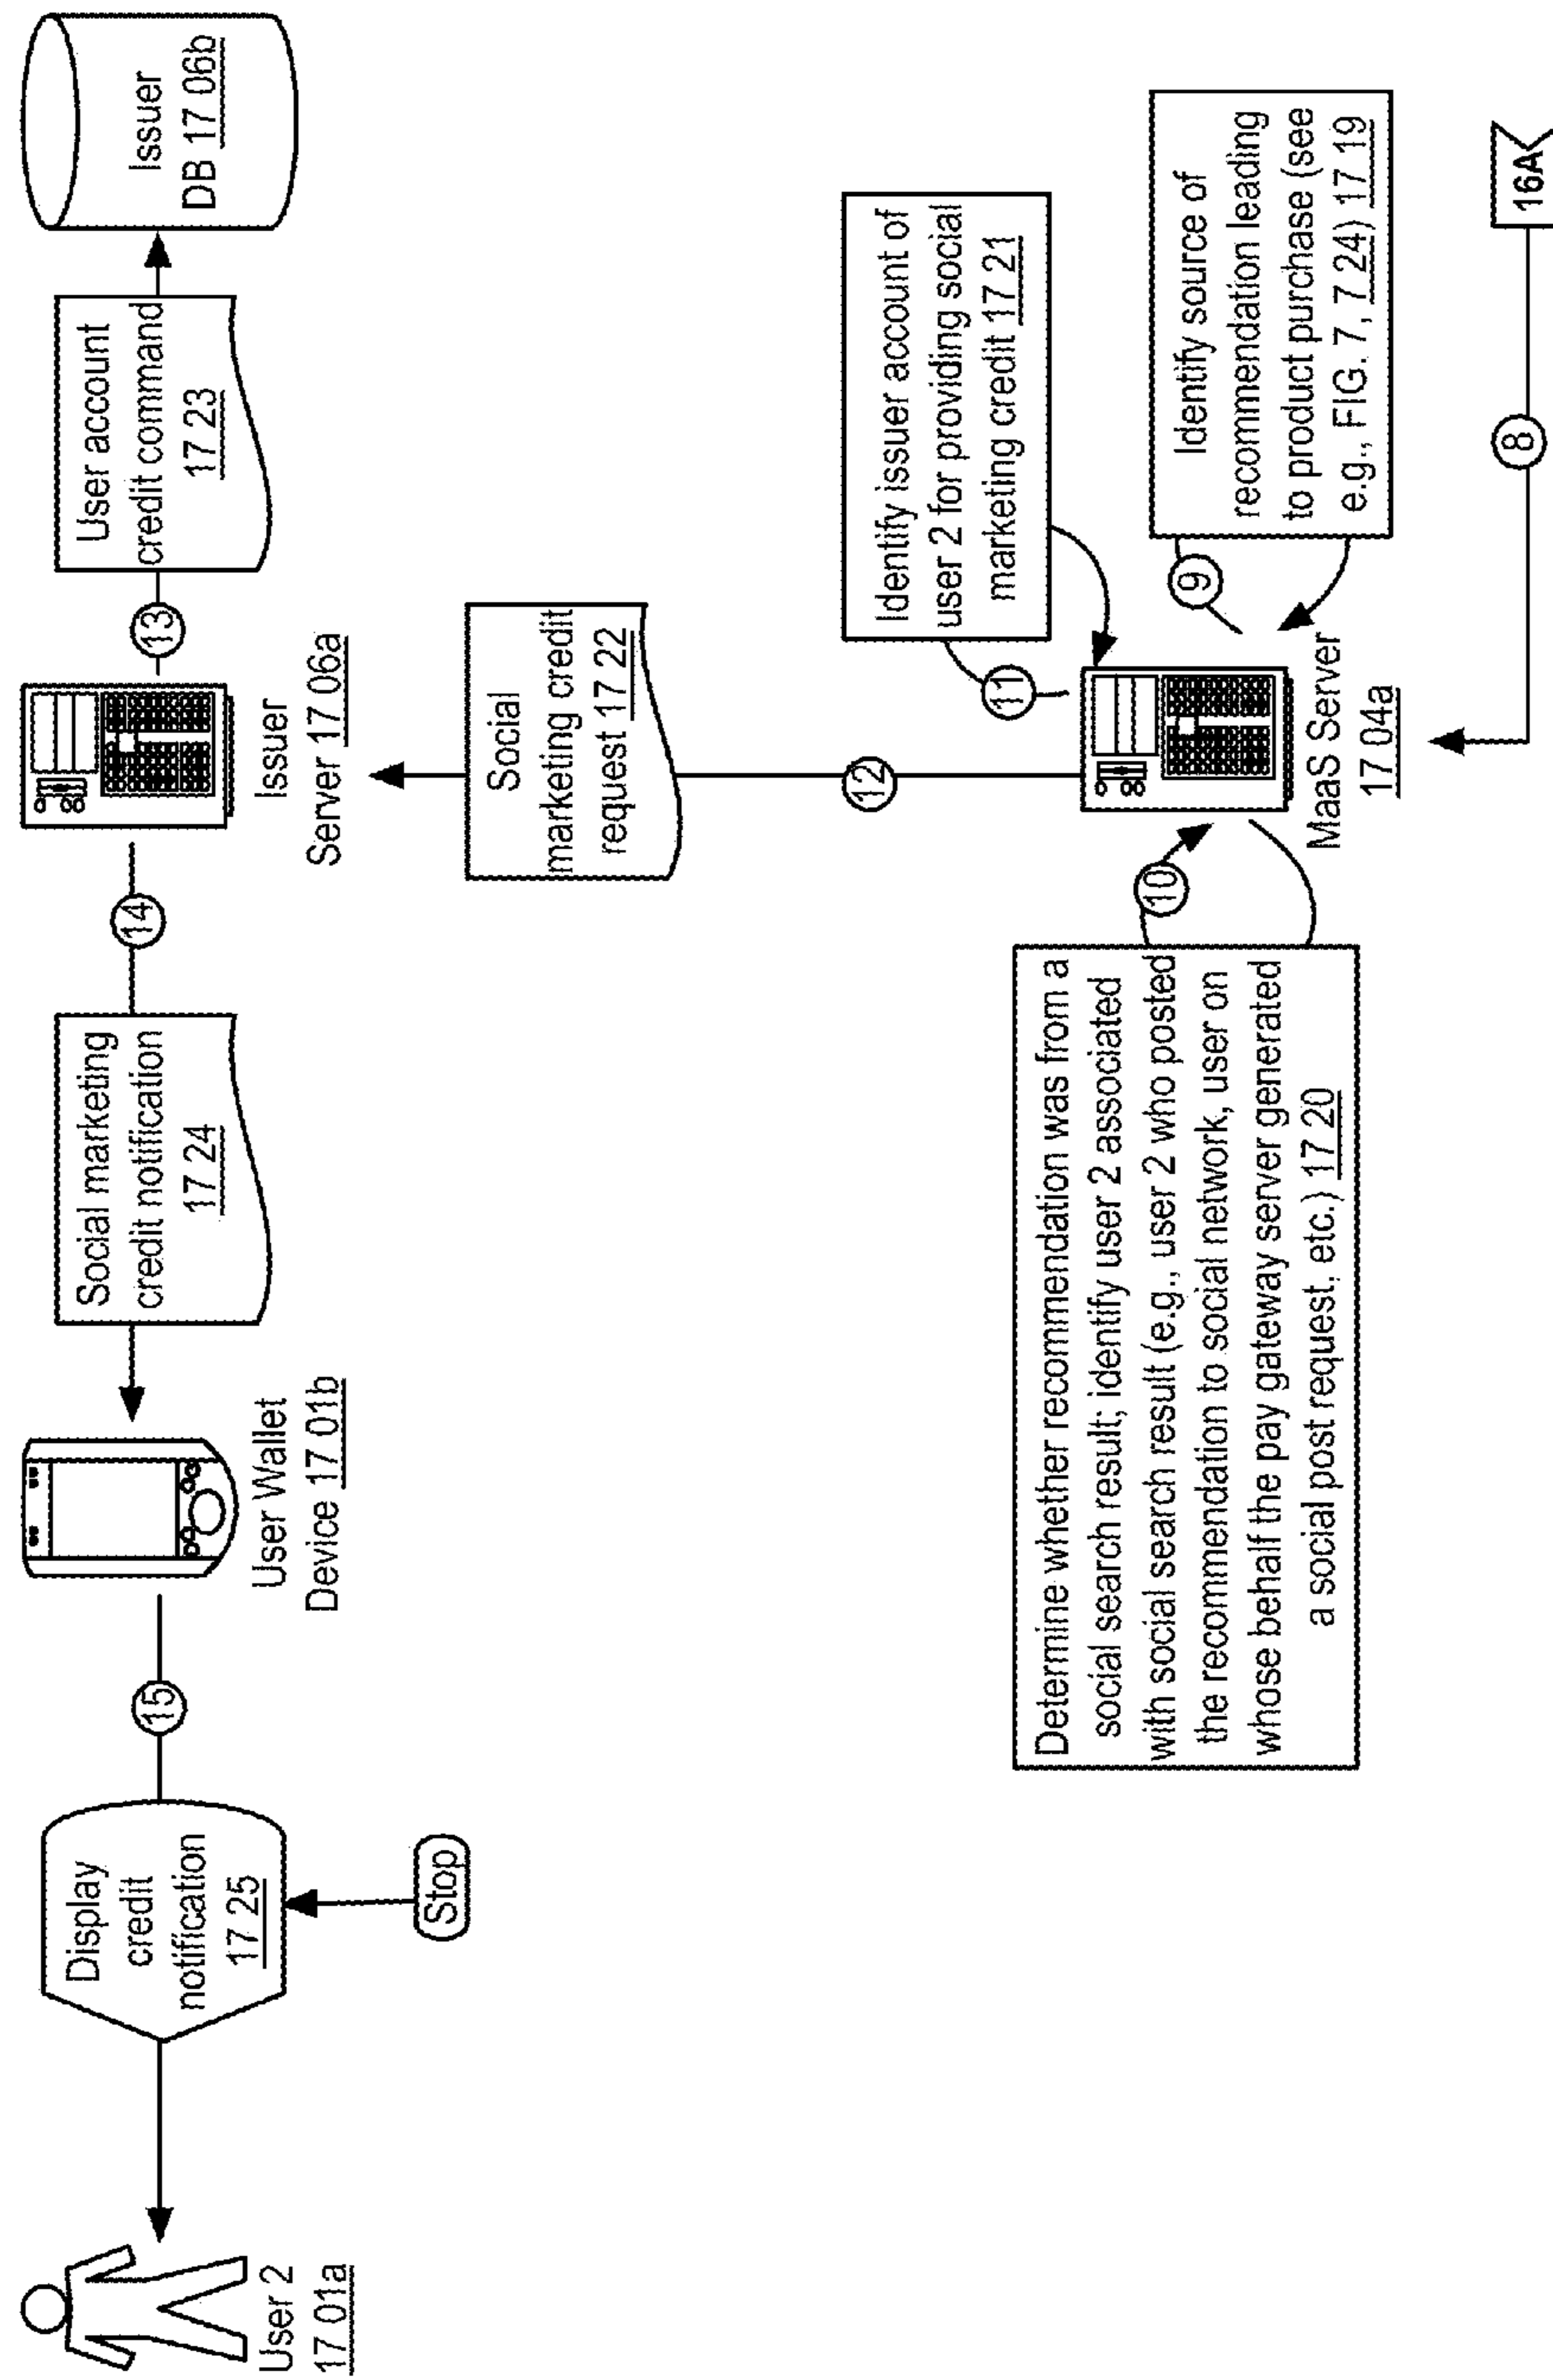 User 2
17 01a
Display
credit
notification
17 25
Stop
15
User Wallet
Device 17 01b
Social marketing
credit notification
17 24
14
Issuer
Server 17 06a
13
User account
credit command
17 23
Issuer
DB 17 06b
Social
marketing credit
request 17 22
12
Determine whether recommendation was from a
social search result; identify user 2 associated
with social search result (e.g., user 2 who posted
the recommendation to social network, user on
whose behalf the pay gateway server generated
a social post request, etc.) 17 20
10
MaaS Server
17 04a
11
Identify issuer account of
user 2 for providing social
marketing credit 17 21
9
Identify source of
recommendation leading
to product purchase (see
e.g., FIG. 7, 7 24) 17 19
8
16A